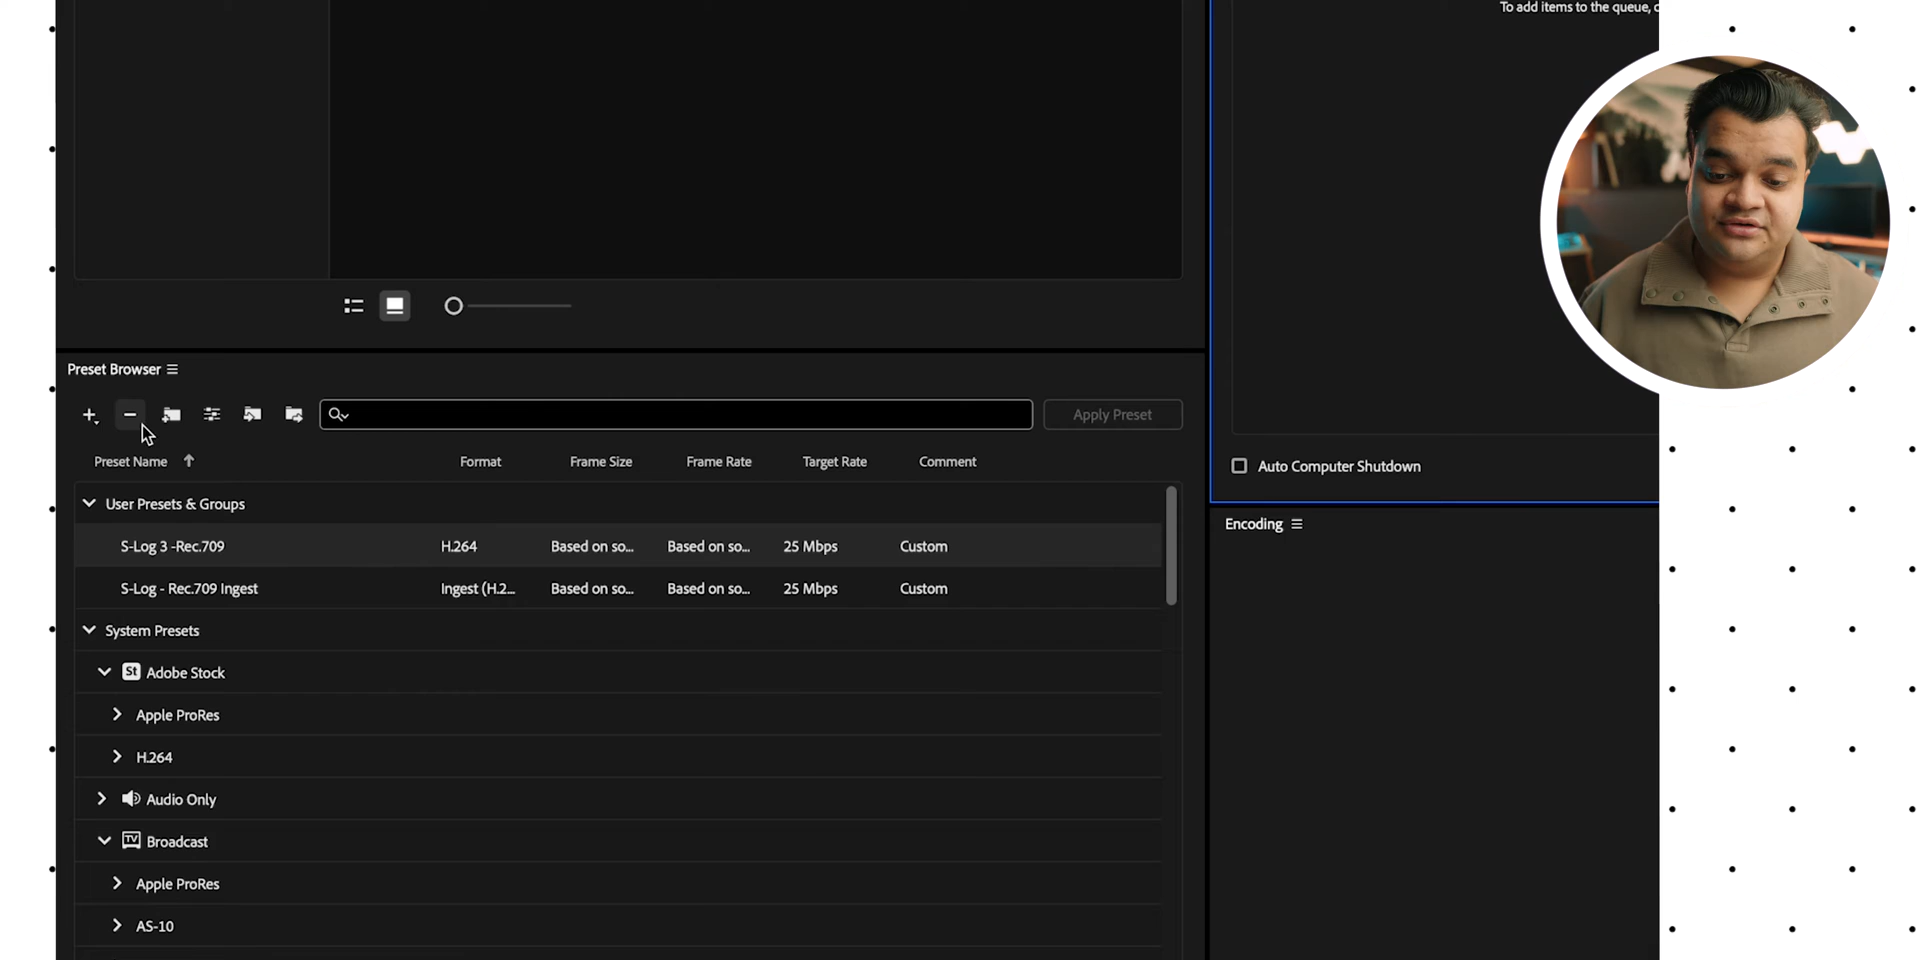 To add items to the queue, c
Preset Browser
Apply Preset
Preset Name Format Frame Size Frame Rate Target Rate Comment
User Presets & Groups
S-Log 3 -Rec.709 H.264 Based on so... Based on so... 25 Mbps Custom
S-Log - Rec.709 Ingest Ingest (H.2... Based on so... Based on so... 25 Mbps Custom
System Presets
St Adobe Stock
Apple ProRes
H.264
Audio Only
TV Broadcast
Apple ProRes
AS-10
Auto Computer Shutdown
Encoding